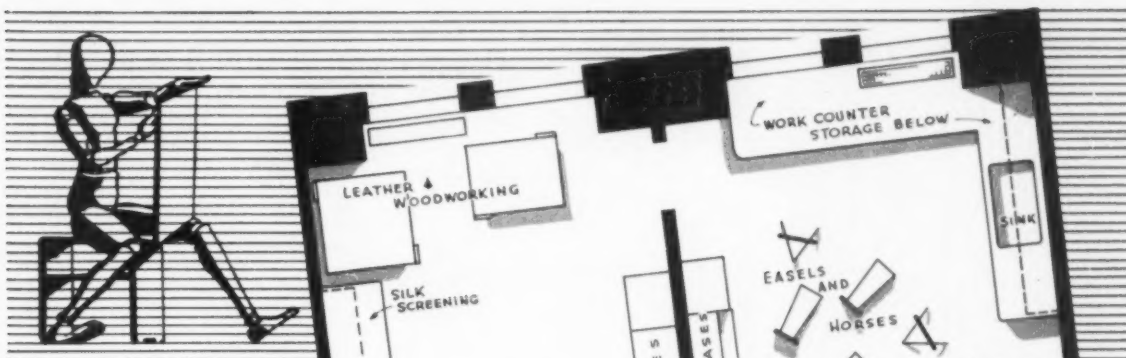 WORK COUNTER
STORAGE BELOW
LEATHER &
WOODWORKING
SINK
SILK
SCREENING
EASELS
AND
HORSES